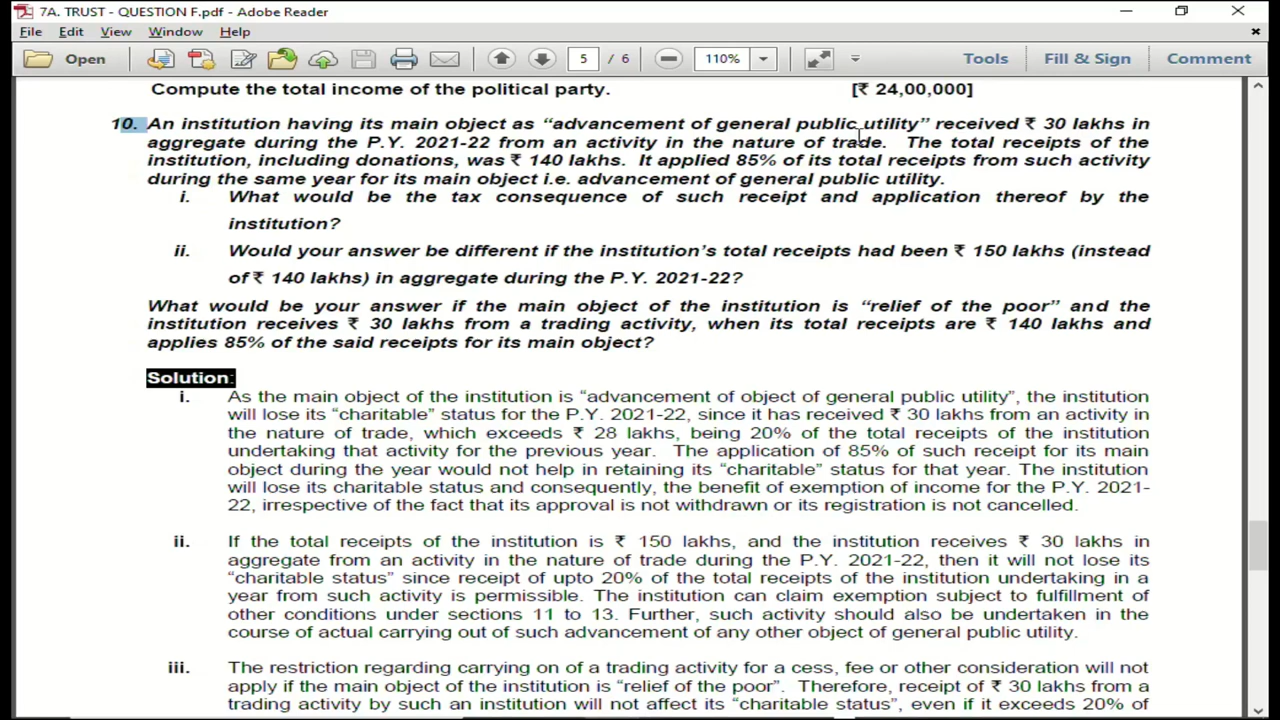 7A. TRUST - QUESTION F.pdf - Adobe Reader
File Edit View Window Help
Open 5 / 6 110% Tools Fill & Sign Comment
Compute the total income of the political party. [₹ 24,00,000]
10. An institution having its main object as “advancement of general public utility” received ₹ 30 lakhs in
aggregate during the P.Y. 2021-22 from an activity in the nature of trade. The total receipts of the
institution, including donations, was ₹ 140 lakhs. It applied 85% of its total receipts from such activity
during the same year for its main object i.e. advancement of general public utility.
i. What would be the tax consequence of such receipt and application thereof by the
institution?
ii. Would your answer be different if the institution’s total receipts had been ₹ 150 lakhs (instead
of ₹ 140 lakhs) in aggregate during the P.Y. 2021-22?
What would be your answer if the main object of the institution is “relief of the poor” and the
institution receives ₹ 30 lakhs from a trading activity, when its total receipts are ₹ 140 lakhs and
applies 85% of the said receipts for its main object?
Solution:
i. As the main object of the institution is “advancement of object of general public utility”, the institution
will lose its “charitable” status for the P.Y. 2021-22, since it has received ₹ 30 lakhs from an activity in
the nature of trade, which exceeds ₹ 28 lakhs, being 20% of the total receipts of the institution
undertaking that activity for the previous year. The application of 85% of such receipt for its main
object during the year would not help in retaining its “charitable” status for that year. The institution
will lose its charitable status and consequently, the benefit of exemption of income for the P.Y. 2021-
22, irrespective of the fact that its approval is not withdrawn or its registration is not cancelled.
ii. If the total receipts of the institution is ₹ 150 lakhs, and the institution receives ₹ 30 lakhs in
aggregate from an activity in the nature of trade during the P.Y. 2021-22, then it will not lose its
“charitable status” since receipt of upto 20% of the total receipts of the institution undertaking in a
year from such activity is permissible. The institution can claim exemption subject to fulfillment of
other conditions under sections 11 to 13. Further, such activity should also be undertaken in the
course of actual carrying out of such advancement of any other object of general public utility.
iii. The restriction regarding carrying on of a trading activity for a cess, fee or other consideration will not
apply if the main object of the institution is “relief of the poor”. Therefore, receipt of ₹ 30 lakhs from a
trading activity by such an institution will not affect its “charitable status”, even if it exceeds 20% of